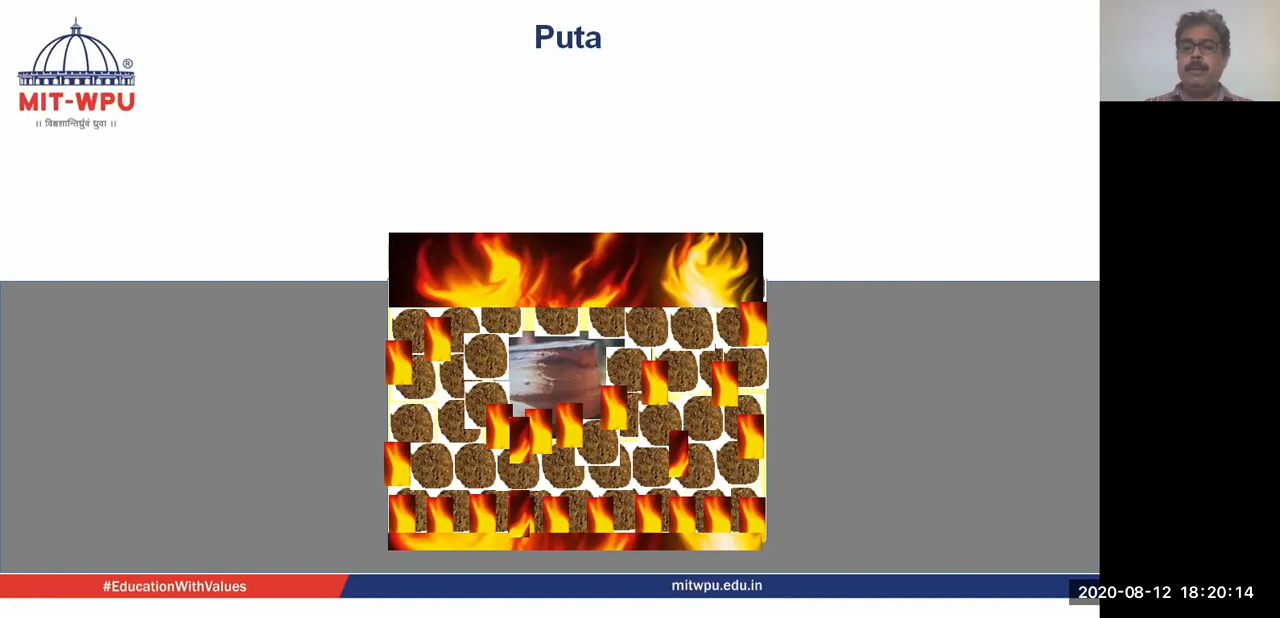 Puta
®
MIT-WPU
॥ विश्वशान्तिर्ध्रुवं ध्रुवा ॥
#EducationWithValues
mitwpu.edu.in
2020-08-12 18:20:14